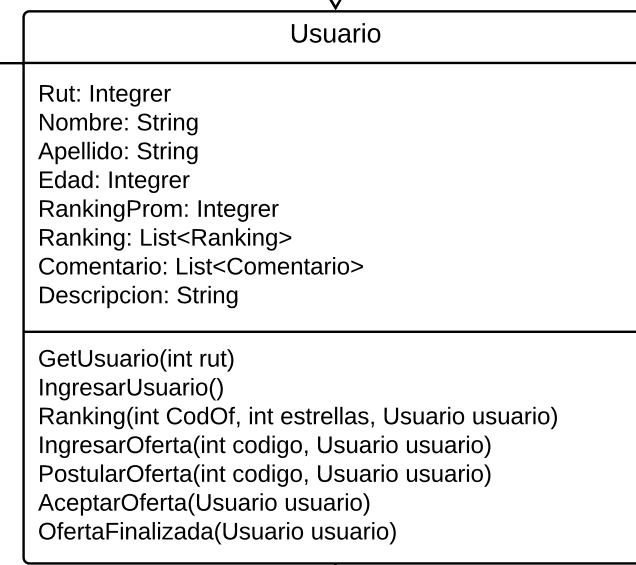 Usuario
Rut: Integrer
Nombre: String
Apellido: String
Edad: Integrer
RankingProm: Integrer
Ranking: List<Ranking>
Comentario: List<Comentario>
Descripcion: String
GetUsuario(int rut)
IngresarUsuario()
Ranking(int CodOf, int estrellas, Usuario usuario)
IngresarOferta(int codigo, Usuario usuario)
PostularOferta(int codigo, Usuario usuario)
AceptarOferta(Usuario usuario)
OfertaFinalizada(Usuario usuario)